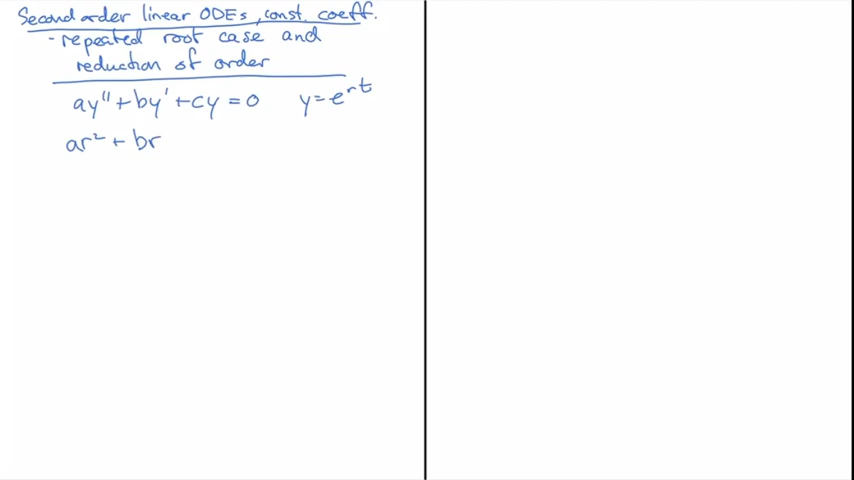 Second order linear ODEs, const. coeff.
- repeated root case and
reduction of order
ay'' + by' + cy = 0 y = e^{rt}
ar² + br